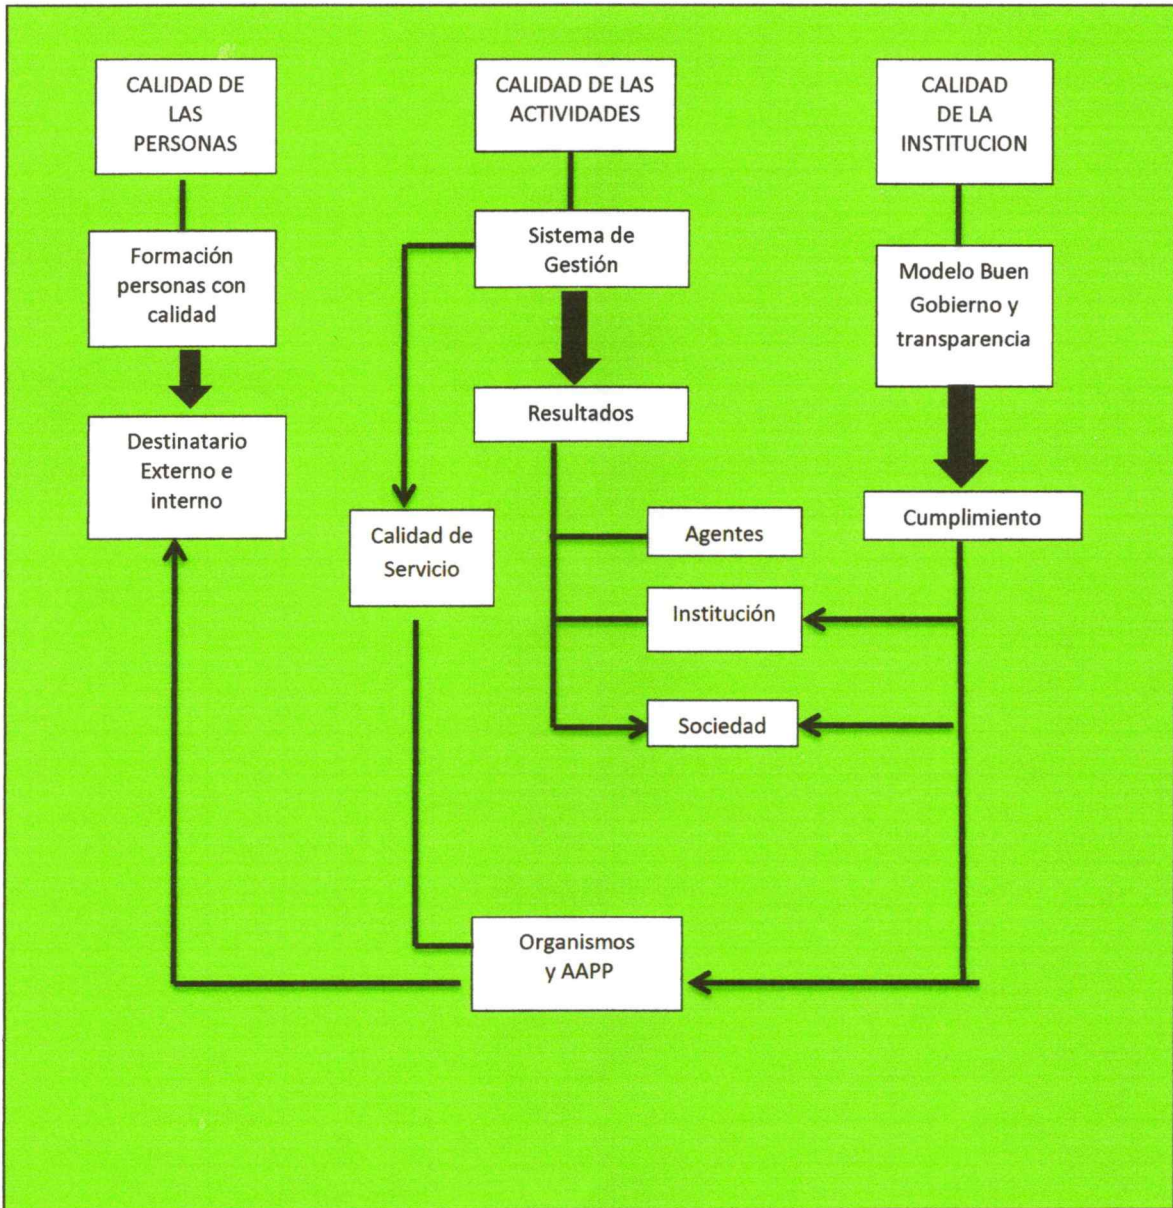 CALIDAD DE
LAS
PERSONAS
Formación
personas con
calidad
Destinatario
Externo e
interno
CALIDAD DE LAS
ACTIVIDADES
Sistema de
Gestión
Resultados
Calidad de
Servicio
Agentes
Institución
Sociedad
Organismos
y AAPP
CALIDAD
DE LA
INSTITUCION
Modelo Buen
Gobierno y
transparencia
Cumplimiento